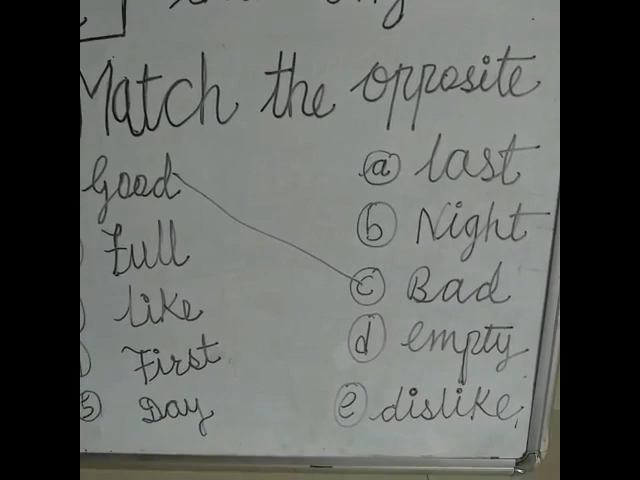 Match the opposite
Good ⓐ last
Full ⓑ Night
like ⓒ Bad
First ⓓ empty
⑤ Day ⓔ dislike